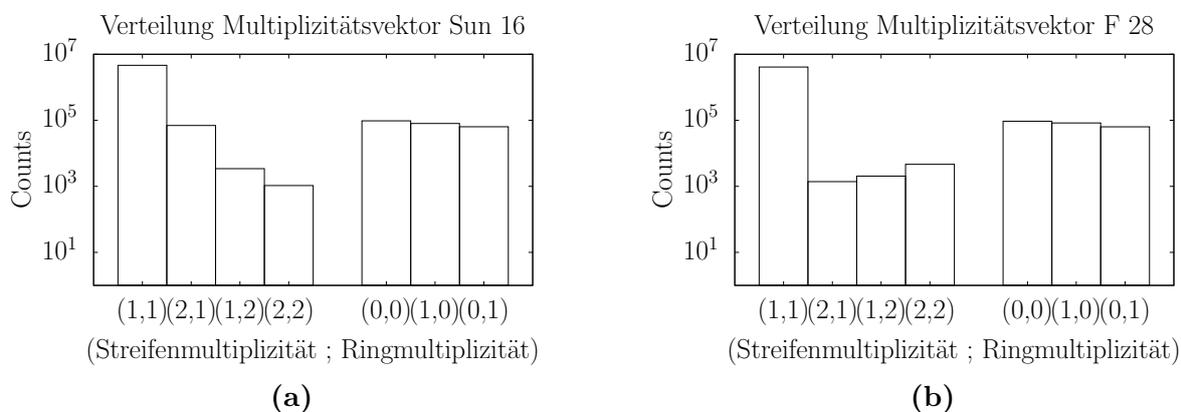 Verteilung Multiplizitätsvektor Sun 16
10^7
10^5
10^3
10^1
Counts
(1,1)(2,1)(1,2)(2,2) (0,0)(1,0)(0,1)
(Streifenmultiplizität ; Ringmultiplizität)
(a)
Verteilung Multiplizitätsvektor F 28
10^7
10^5
10^3
10^1
Counts
(1,1)(2,1)(1,2)(2,2) (0,0)(1,0)(0,1)
(Streifenmultiplizität ; Ringmultiplizität)
(b)